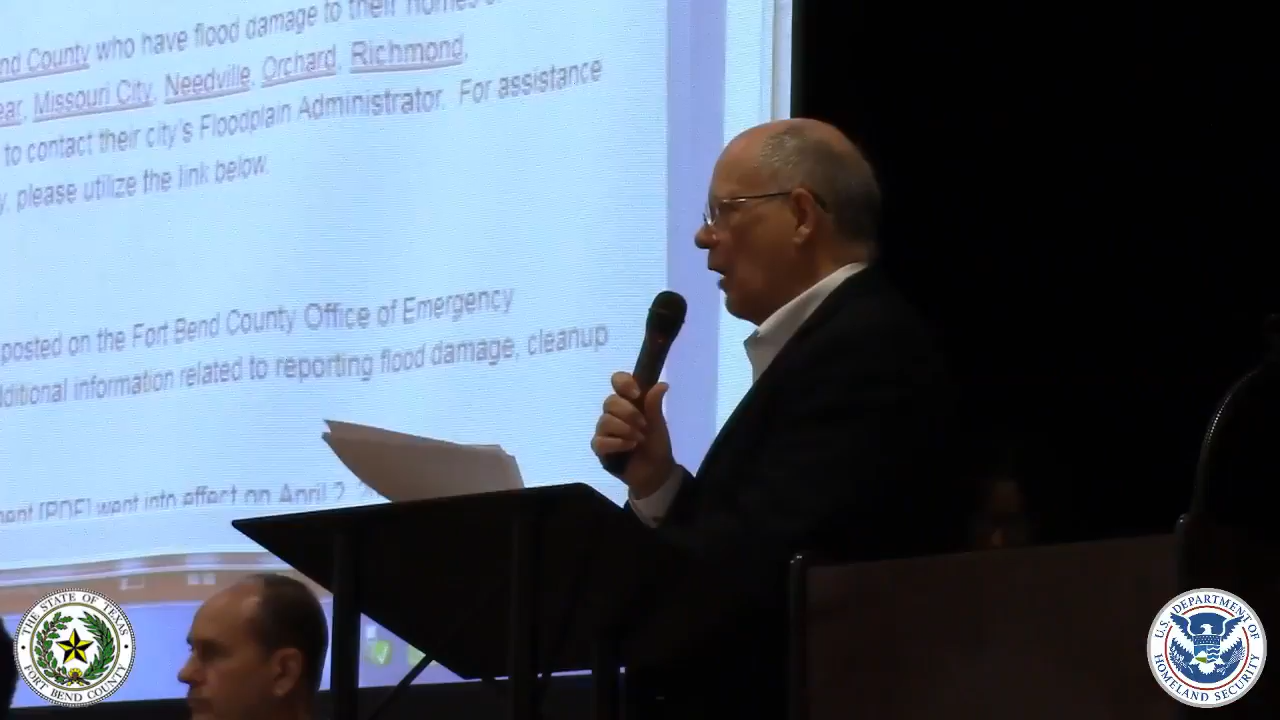 nd County who have flood damage to their homes
ear, Missouri City, Needville, Orchard, Richmond,
to contact their city's Floodplain Administrator. For assistance
y, please utilize the link below.
posted on the Fort Bend County Office of Emergency
dditional information related to reporting flood damage, cleanup
ment [PDF] went into effect on April 2, 2
THE STATE OF TEXAS
FORT BEND COUNTY
U.S. DEPARTMENT OF
HOMELAND SECURITY